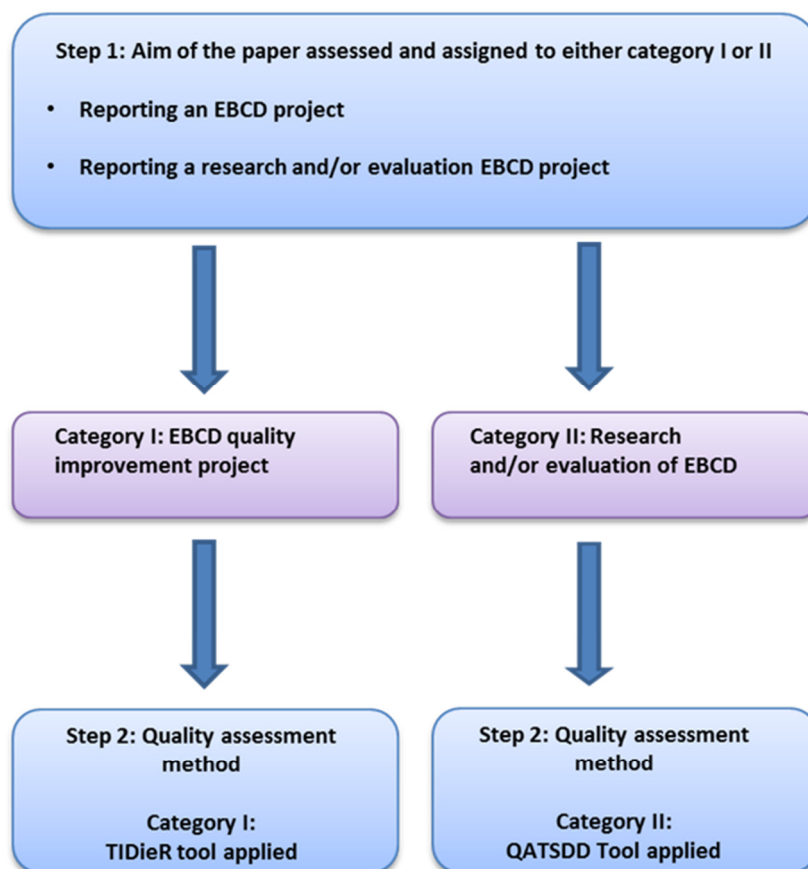 Step 1: Aim of the paper assessed and assigned to either category I or II
• Reporting an EBCD project
• Reporting a research and/or evaluation EBCD project
Category I: EBCD quality
improvement project
Category II: Research
and/or evaluation of EBCD
Step 2: Quality assessment
method
Category I:
TIDieR tool applied
Step 2: Quality assessment
method
Category II:
QATSDD Tool applied